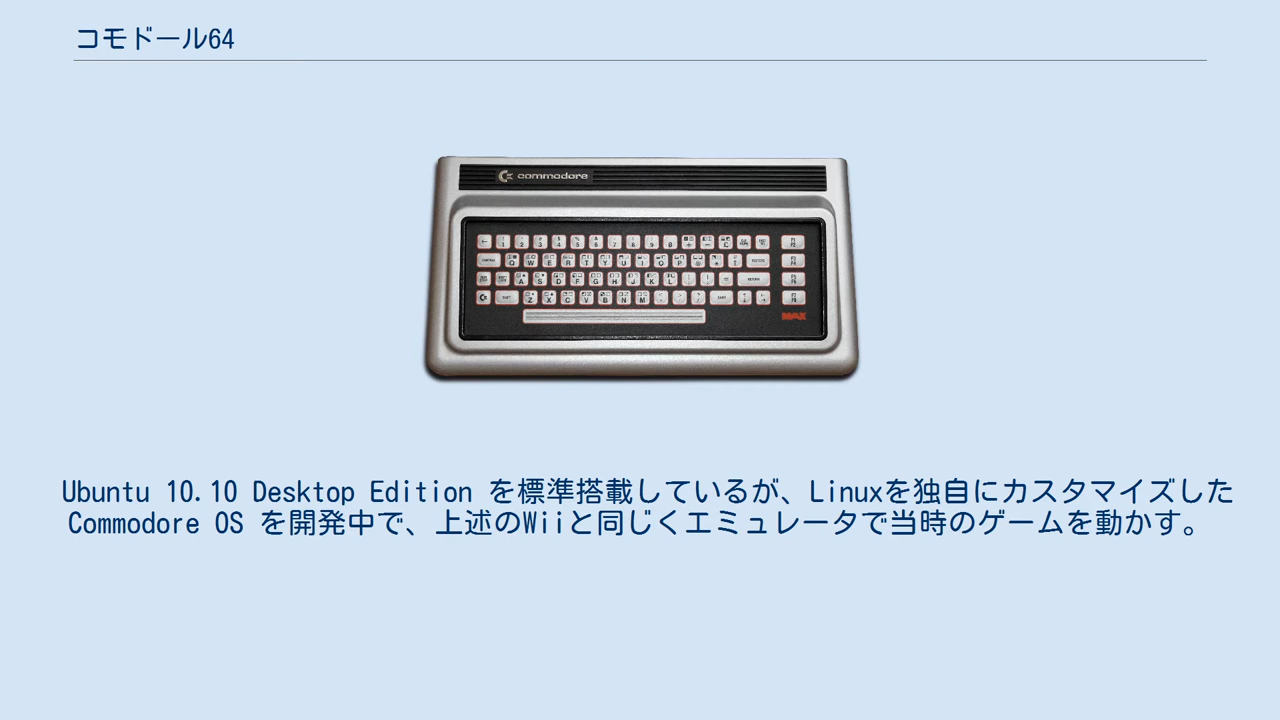 コモドール64
commodore
MAX
Ubuntu 10.10 Desktop Edition を標準搭載しているが、Linuxを独自にカスタマイズした
Commodore OS を開発中で、上述のWiiと同じくエミュレータで当時のゲームを動かす。